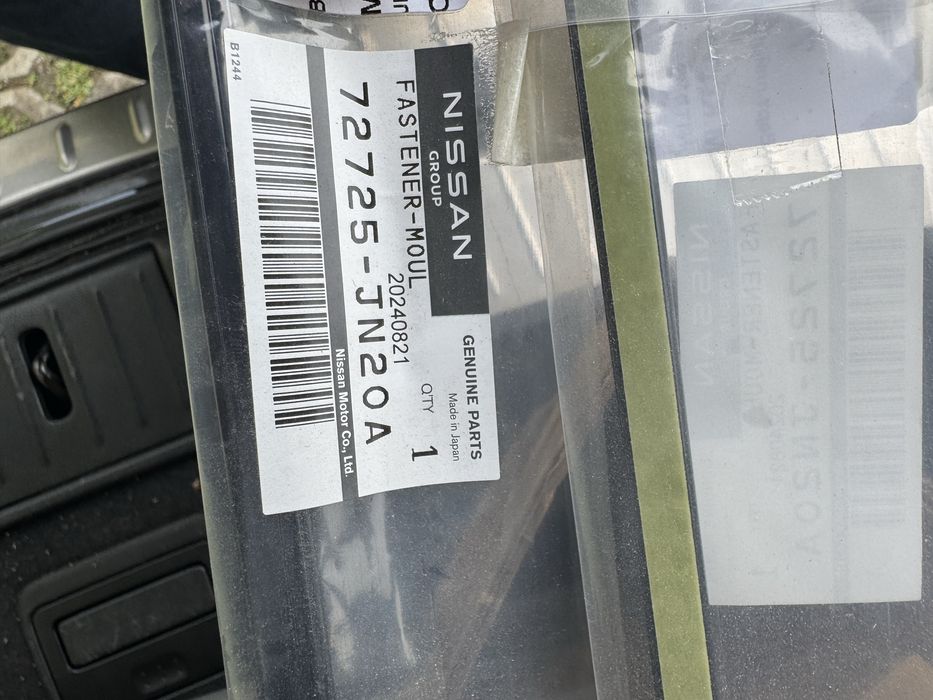 NISSAN
GROUP
GENUINE PARTS
Made in Japan
FASTENER-MOUL
20240821
QTY
1
72725-JN20A
Nissan Motor Co., Ltd.
B1244